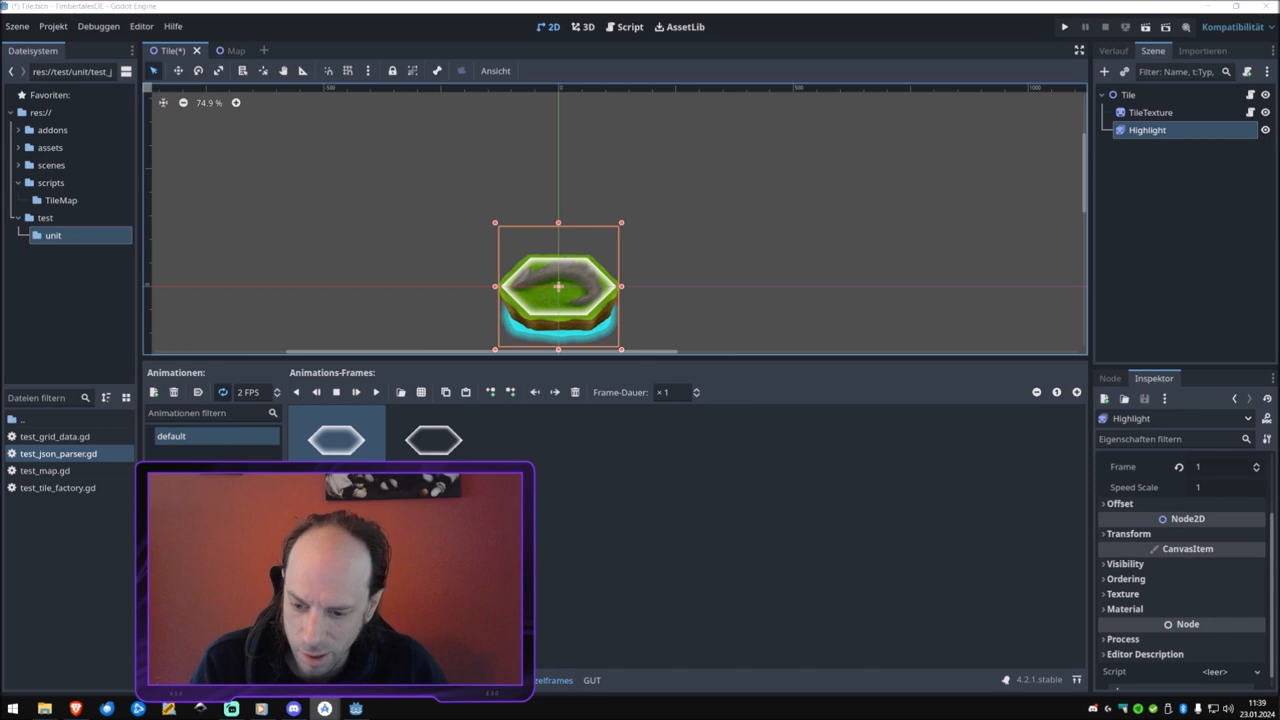 (*) Tile.tscn - TimbertalesDE - Godot Engine
Szene Projekt Debuggen Editor Hilfe
2D 3D Script AssetLib
Kompatibilität
Dateisystem
Tile(*) Map
Verlauf Szene Importieren
res://test/unit/test_j
Ansicht
Filter: Name, t:Typ,
Favoriten:
res://
addons
assets
scenes
scripts
TileMap
test
unit
-500 0 500 1000
74.9 %
Tile
TileTexture
Highlight
Animationen:
Animations-Frames:
2 FPS
Frame-Dauer: × 1
Animationen filtern
default
Dateien filtern
..
test_grid_data.gd
test_json_parser.gd
test_map.gd
test_tile_factory.gd
Node Inspektor
Highlight
Eigenschaften filtern
Frame 1
Speed Scale 1
Offset
Node2D
Transform
CanvasItem
Visibility
Ordering
Texture
Material
Node
Process
Editor Description
Script <leer>
GUT
4.2.1.stable
11:39
23.01.2024